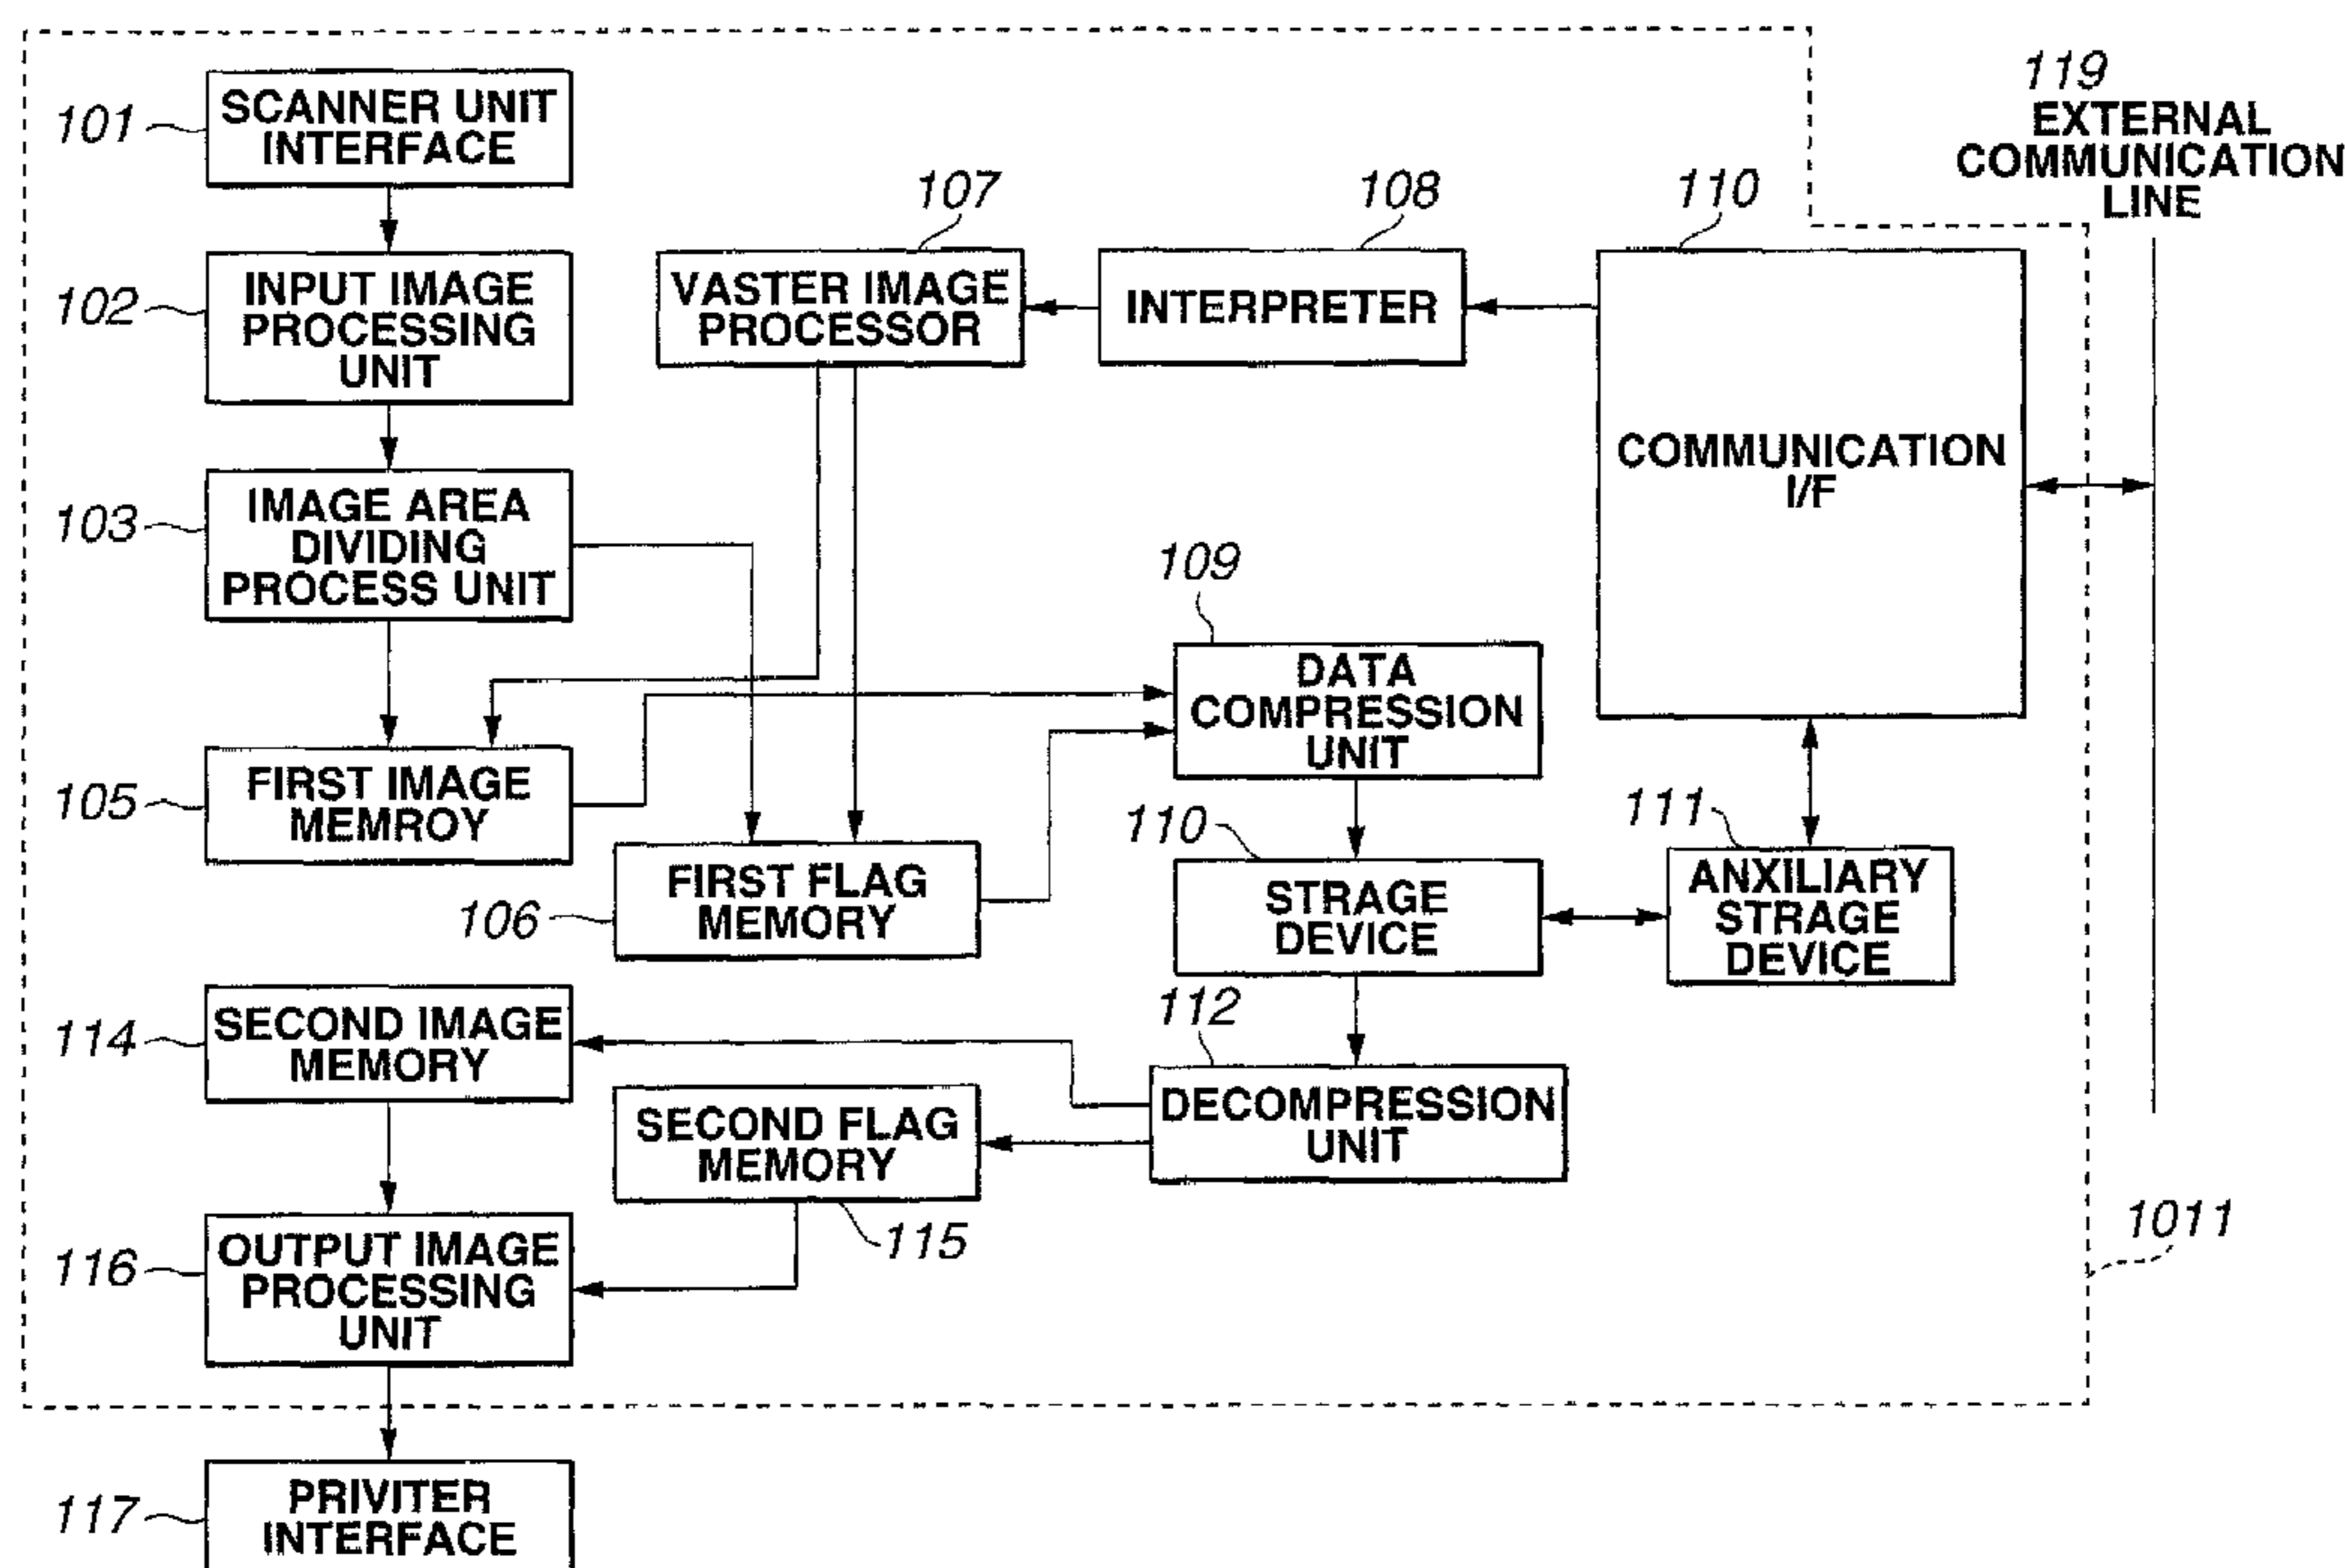 101
SCANNER UNIT
INTERFACE
119
EXTERNAL
COMMUNICATION
LINE
102
INPUT IMAGE
PROCESSING
UNIT
107
VASTER IMAGE
PROCESSOR
108
INTERPRETER
110
COMMUNICATION
I/F
103
IMAGE AREA
DIVIDING
PROCESS UNIT
109
DATA
COMPRESSION
UNIT
105
FIRST IMAGE
MEMROY
106
FIRST FLAG
MEMORY
110
STRAGE
DEVICE
111
ANXILIARY
STRAGE
DEVICE
114
SECOND IMAGE
MEMORY
112
DECOMPRESSION
UNIT
SECOND FLAG
MEMORY
115
116
OUTPUT IMAGE
PROCESSING
UNIT
1011
117
PRIVITER
INTERFACE